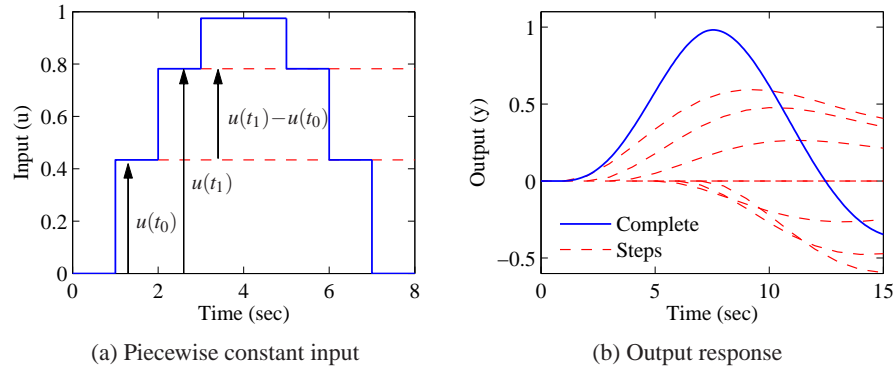 1
0.8
0.4
0.2
0
Input (u)
u(t₁)−u(t₀)
u(t₁)
u(t₀)
0 2 4 6 8
Time (sec)
(a) Piecewise constant input
1
0.5
0
−0.5
Output (y)
Complete
Steps
0 5 10 15
Time (sec)
(b) Output response